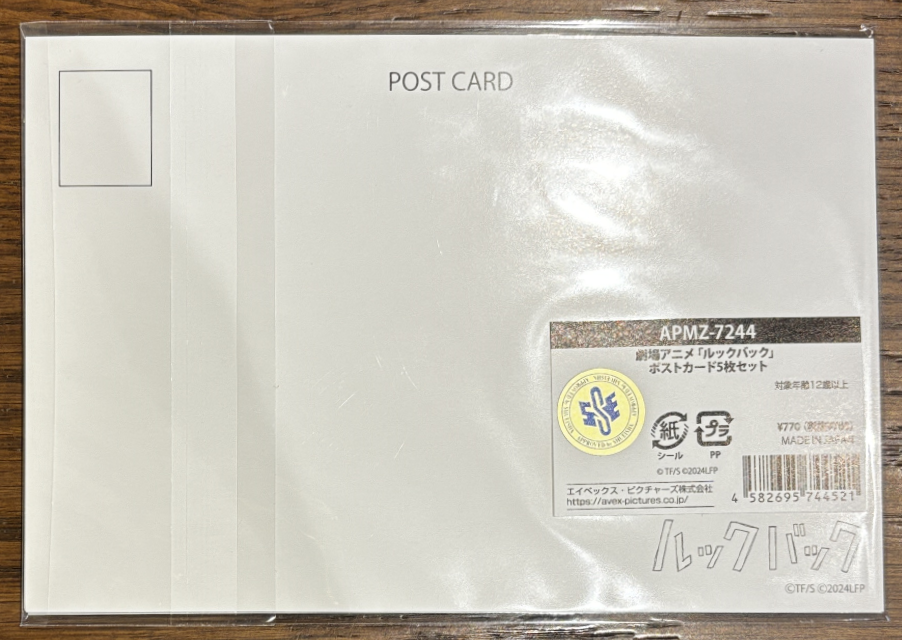 POST CARD
APMZ-7244
劇場アニメ「ルックバック」
ポストカード5枚セット
対象年齢12歳以上
¥770
MADE IN JAPAN
紙
シール
プラ
PP
©TF/S ©2024LFP
エイベックス・ピクチャーズ株式会社
https://avex-pictures.co.jp/
4 582695 744521
ルックバック
©TF/S ©2024LFP